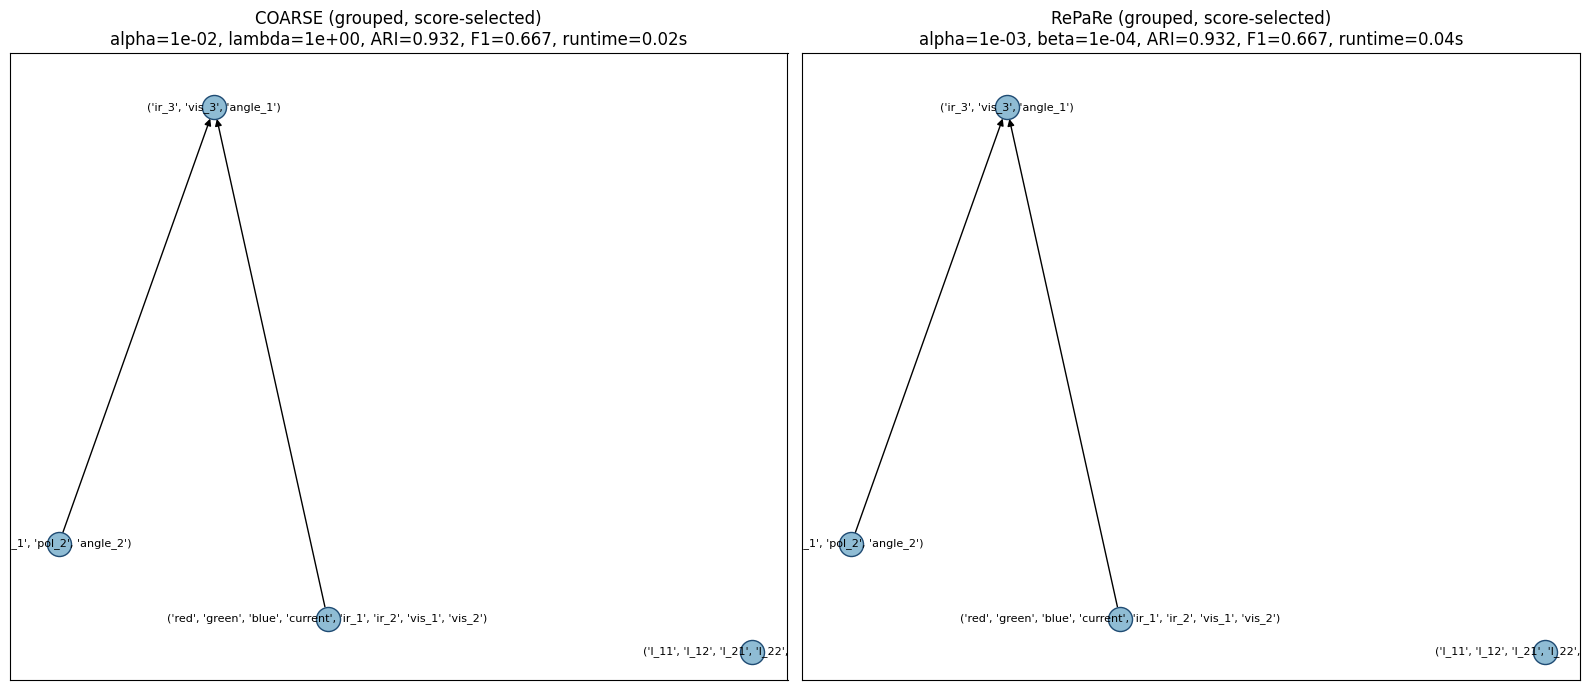 COARSE (grouped, score-selected)
alpha=1e-02, lambda=1e+00, ARI=0.932, F1=0.667, runtime=0.02s
('ir_3', 'vis_3', 'angle_1')
_1', 'pol_2', 'angle_2')
('red', 'green', 'blue', 'current', 'ir_1', 'ir_2', 'vis_1', 'vis_2')
('l_11', 'l_12', 'l_21', 'l_22',
RePaRe (grouped, score-selected)
alpha=1e-03, beta=1e-04, ARI=0.932, F1=0.667, runtime=0.04s
('ir_3', 'vis_3', 'angle_1')
_1', 'pol_2', 'angle_2')
('red', 'green', 'blue', 'current', 'ir_1', 'ir_2', 'vis_1', 'vis_2')
('l_11', 'l_12', 'l_21', 'l_22',